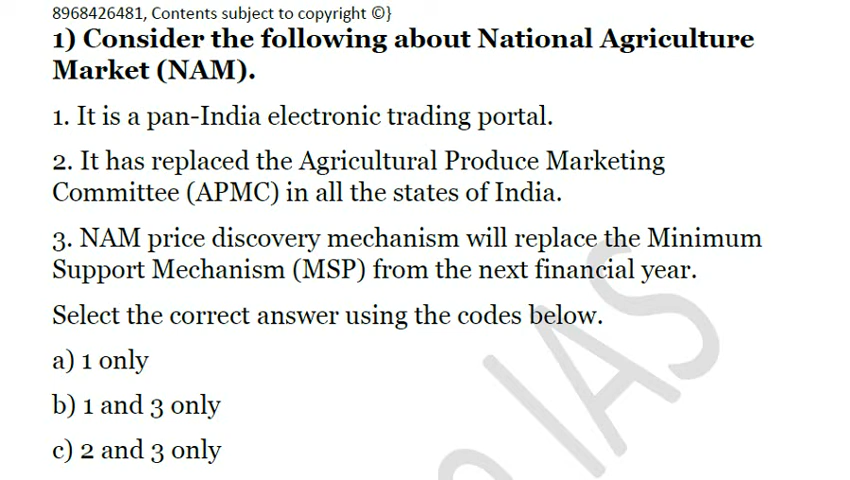 8968426481, Contents subject to copyright ©}
1) Consider the following about National Agriculture
Market (NAM).
1. It is a pan-India electronic trading portal.
2. It has replaced the Agricultural Produce Marketing
Committee (APMC) in all the states of India.
3. NAM price discovery mechanism will replace the Minimum
Support Mechanism (MSP) from the next financial year.
Select the correct answer using the codes below.
a) 1 only
b) 1 and 3 only
c) 2 and 3 only
IAS